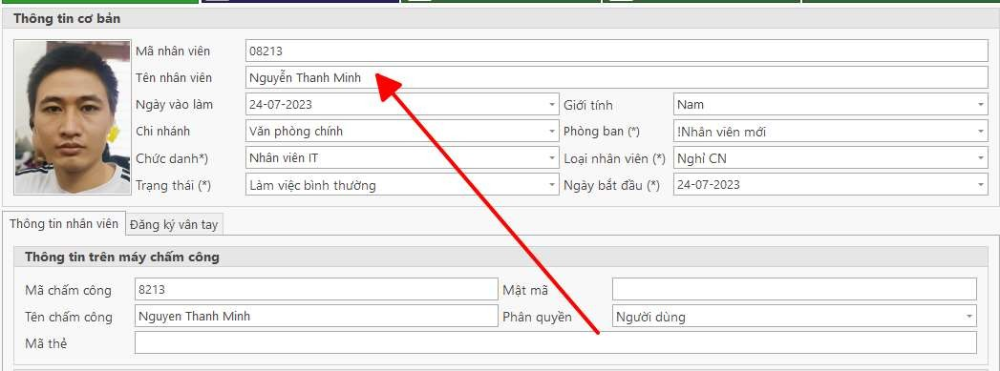 Thông tin cơ bản
Mã nhân viên 08213
Tên nhân viên Nguyễn Thanh Minh
Ngày vào làm 24-07-2023 Giới tính Nam
Chi nhánh Văn phòng chính Phòng ban (*) !Nhân viên mới
Chức danh*) Nhân viên IT Loại nhân viên (*) Nghỉ CN
Trạng thái (*) Làm việc bình thường Ngày bắt đầu (*) 24-07-2023
Thông tin nhân viên Đăng ký vân tay
Thông tin trên máy chấm công
Mã chấm công 8213 Mật mã
Tên chấm công Nguyen Thanh Minh Phân quyền Người dùng
Mã thẻ